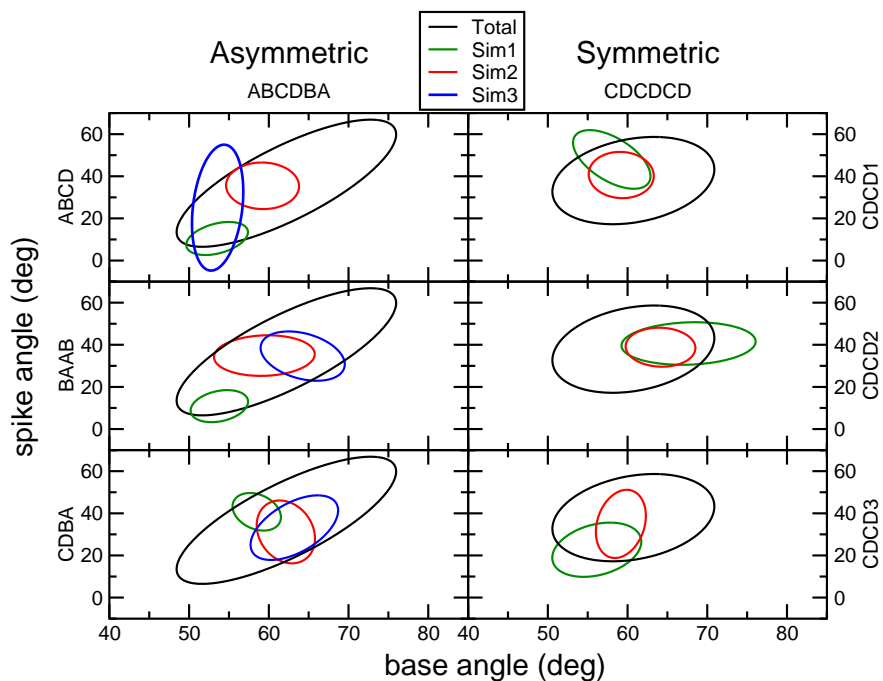 Asymmetric
ABCDBA
Total
Sim1
Sim2
Sim3
Symmetric
CDCDCD
spike angle (deg)
ABCD
60
40
20
0
60
40
20
0
CDCD1
BAAB
60
40
20
0
60
40
20
0
CDCD2
CDBA
60
40
20
0
60
40
20
0
CDCD3
40 50 60 70 40 50 60 70 80
base angle (deg)